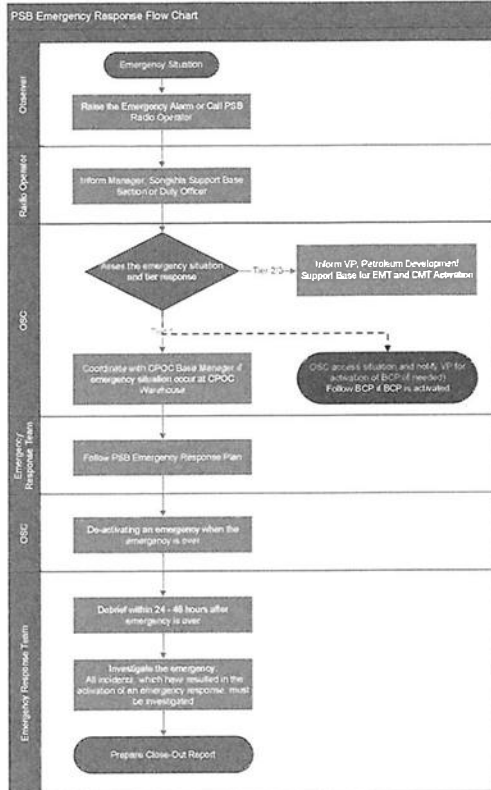 PSB Emergency Response Flow Chart
Observer
Emergency Situation
Raise the Emergency Alarm or Call PSB
Radio Operator
Radio Operator
Inform Manager, Songkhla Support Base
Section or Duty Officer
OSC
Asses the emergency situation
and tier response
Tier 2/3
Inform VP, Petroleum Development
Support Base for EMT and CMT Activation
Coordinate with CPOC Base Manager if
emergency situation occur at CPOC
Warehouse
OSC access situation and notify VP for
activation of BCP (if needed)
Follow BCP if BCP is activated
Emergency
Response Team
Follow PSB Emergency Response Plan
OSC
De-activating an emergency when the
emergency is over
Emergency Response Team
Debrief within 24 - 48 hours after
emergency is over
Investigate the emergency.
All incidents, which have resulted in the
activation of an emergency response, must
be investigated
Prepare Close-Out Report